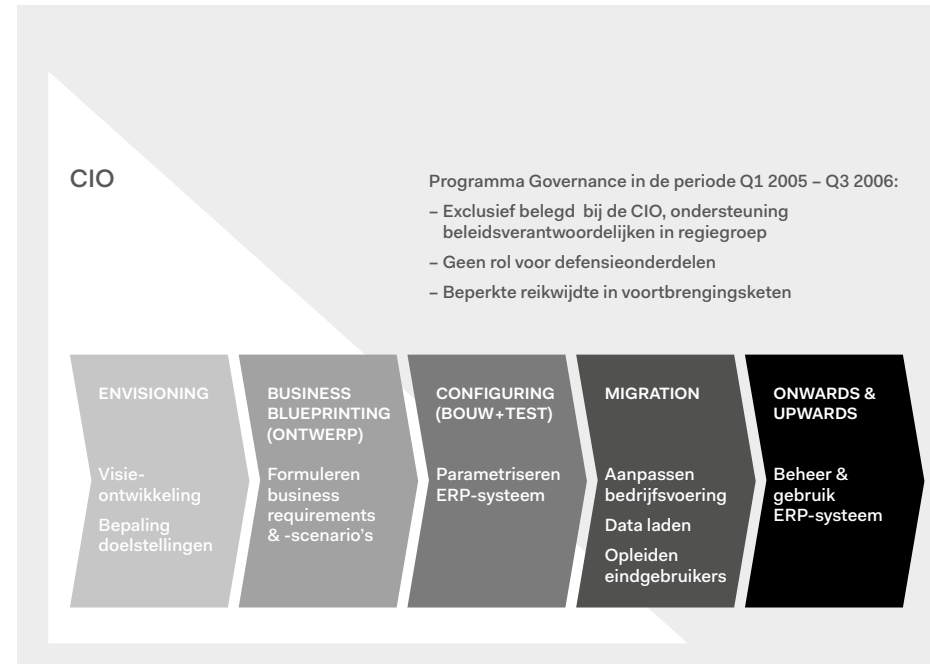 CIO
Programma Governance in de periode Q1 2005 – Q3 2006:
– Exclusief belegd  bij de CIO, ondersteuning
beleidsverantwoordelijken in regiegroep
– Geen rol voor defensieonderdelen
– Beperkte reikwijdte in voortbrengingsketen
ENVISIONING
Visie-
ontwikkeling
Bepaling
doelstellingen
BUSINESS
BLUEPRINTING
(ONTWERP)
Formuleren
business
requirements
& -scenario's
CONFIGURING
(BOUW+TEST)
Parametriseren
ERP-systeem
MIGRATION
Aanpassen
bedrijfsvoering
Data laden
Opleiden
eindgebruikers
ONWARDS &
UPWARDS
Beheer &
gebruik
ERP-systeem